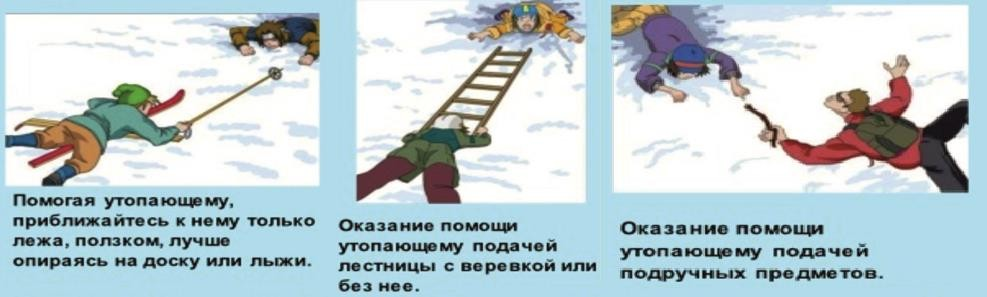 Помогая утопающему,
приближайтесь к нему только
лежа, ползком, лучше
опираясь на доску или лыжи.
Оказание помощи
утопающему подачей
лестницы с веревкой или
без нее.
Оказание помощи
утопающему подачей
подручных предметов.